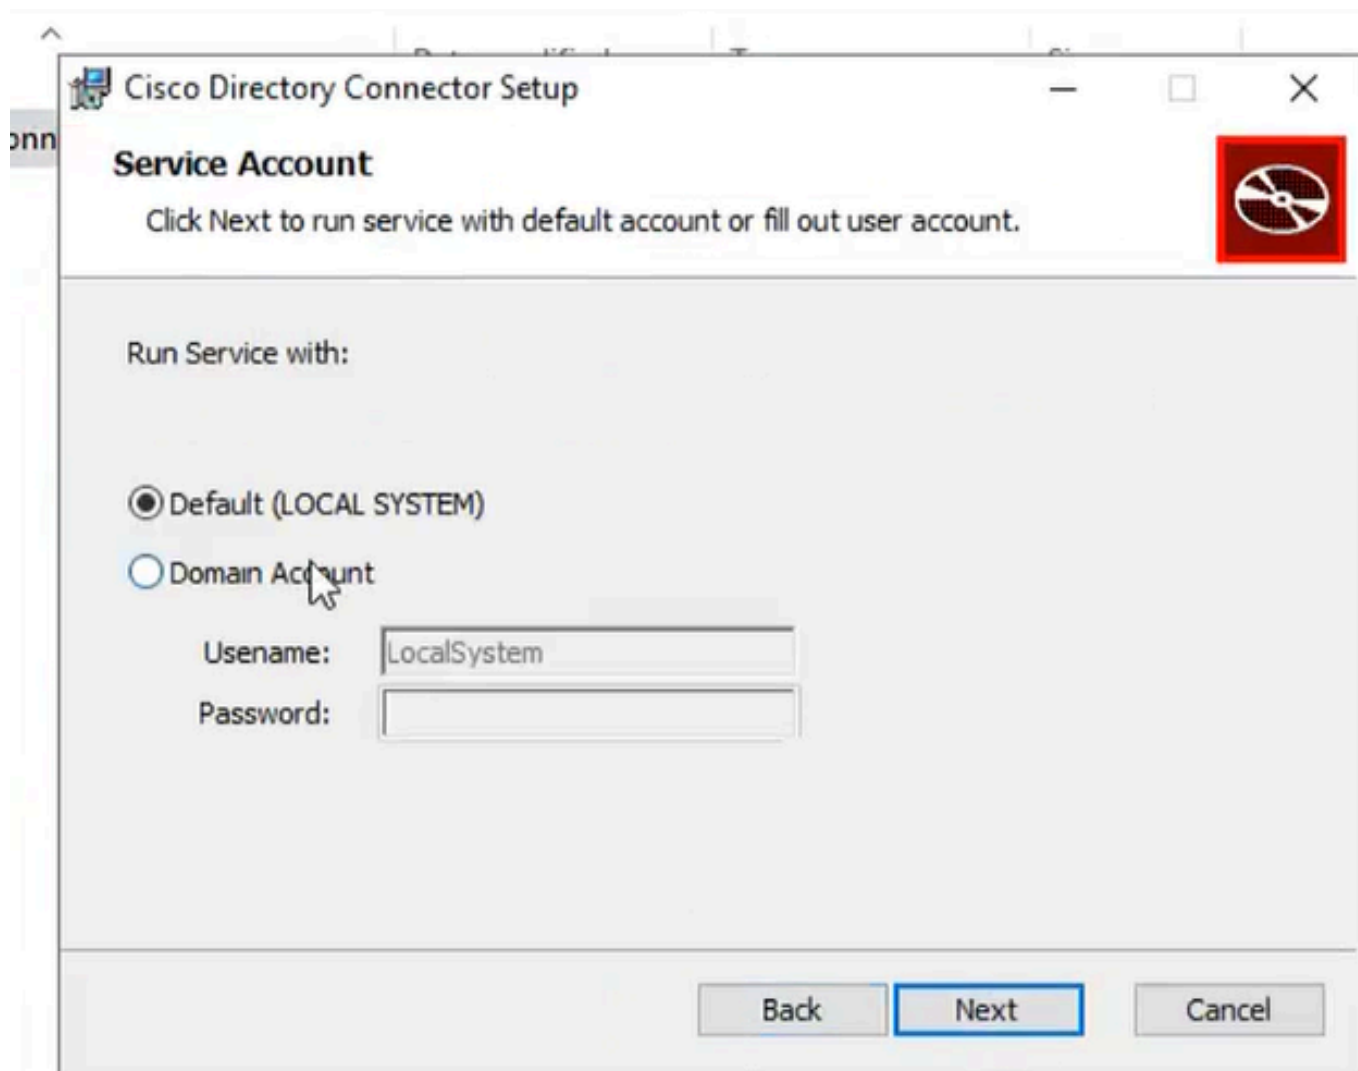 onn
Cisco Directory Connector Setup
Service Account
Click Next to run service with default account or fill out user account.
Run Service with:
Default (LOCAL SYSTEM)
Domain Account
Usename:
LocalSystem
Password:
Back
Next
Cancel